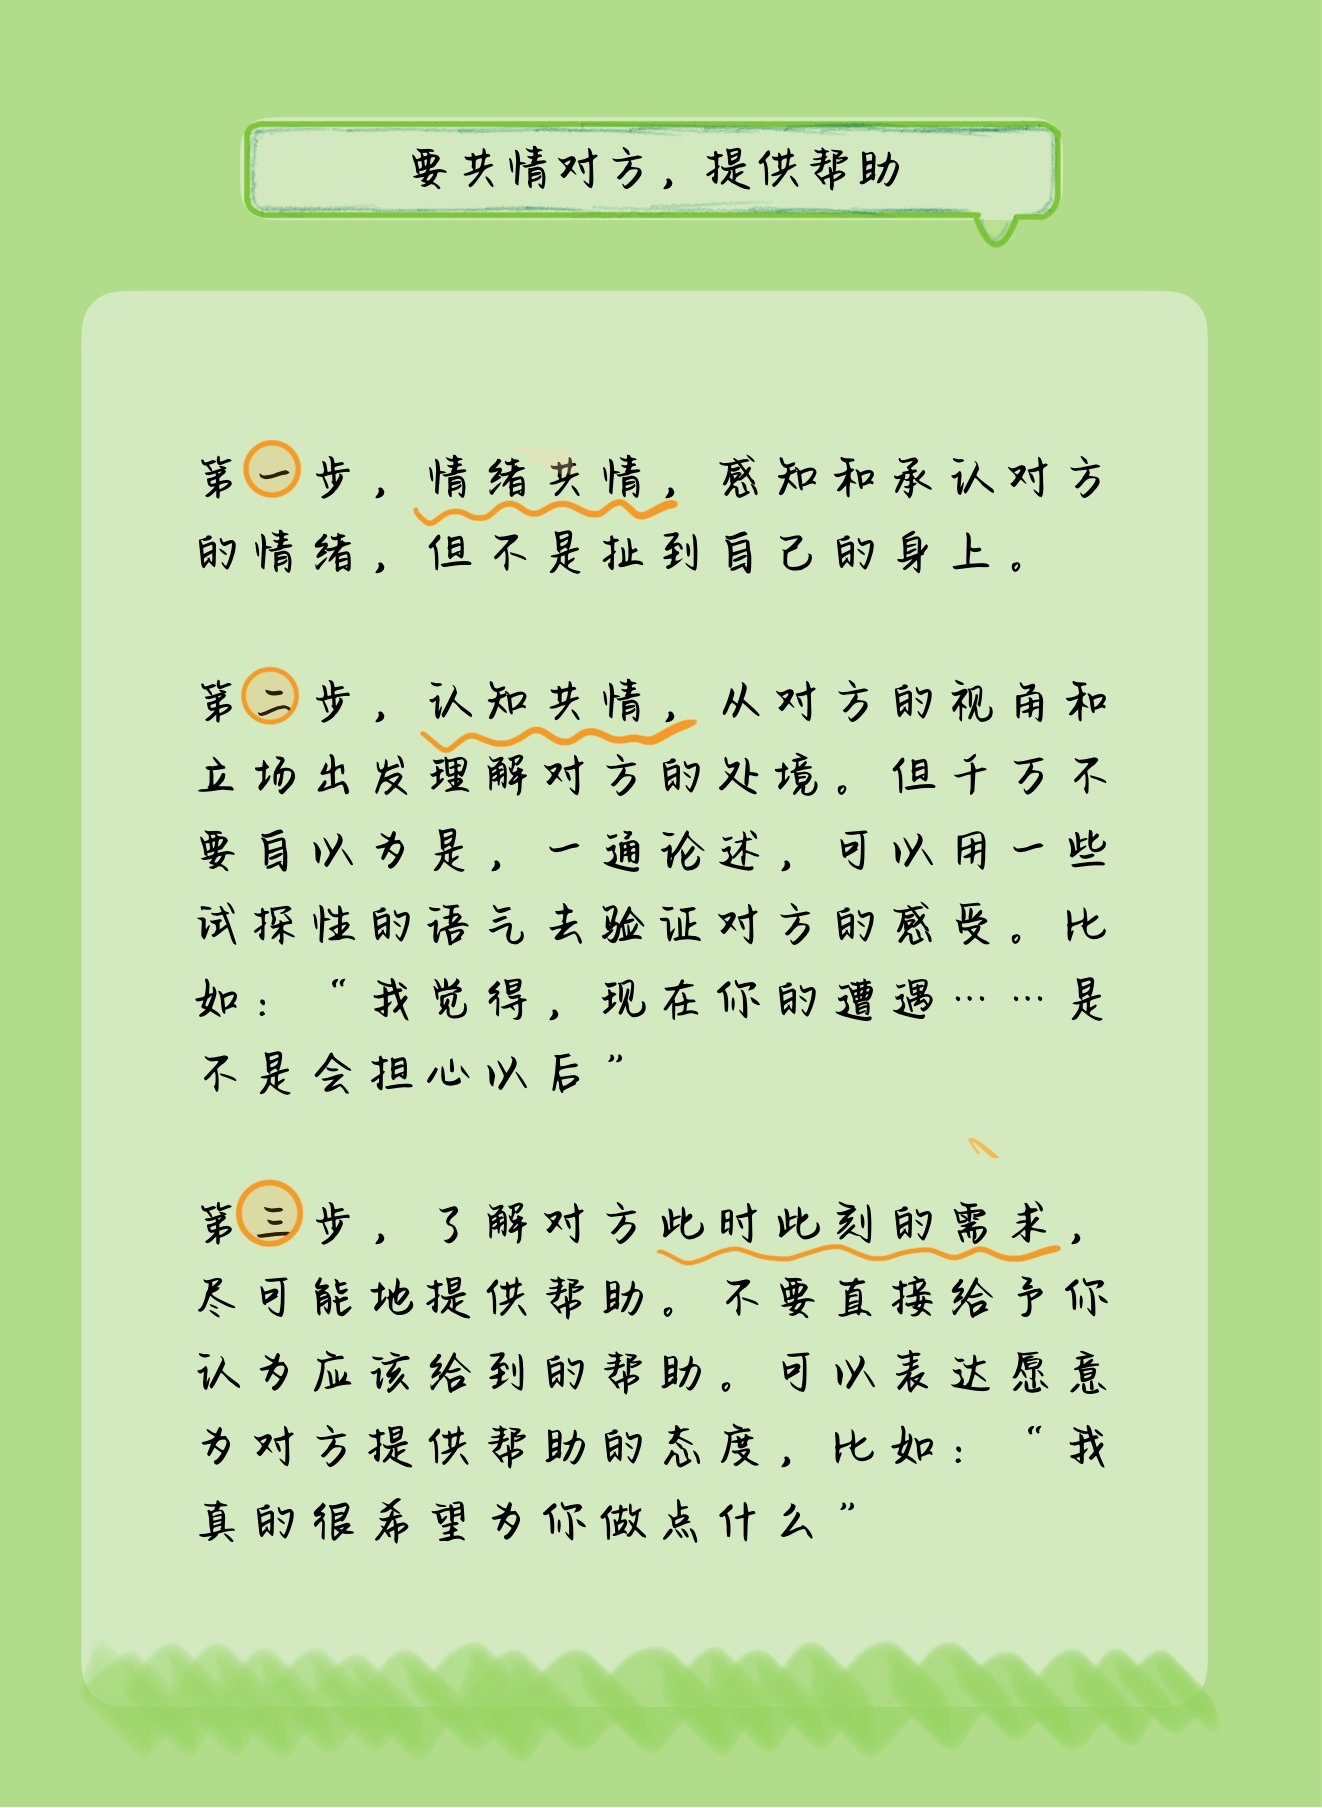 要共情对方，提供帮助
第一步，情绪共情，感知和承认对方
的情绪，但不是扯到自己的身上。
第二步，认知共情，从对方的视角和
立场出发理解对方的处境。但千万不
要自以为是，一通论述，可以用一些
试探性的语气去验证对方的感受。比
如：“我觉得，现在你的遭遇……是
不是会担心以后”
第三步，了解对方此时此刻的需求，
尽可能地提供帮助。不要直接给予你
认为应该给到的帮助。可以表达愿意
为对方提供帮助的态度，比如：“我
真的很希望为你做点什么”